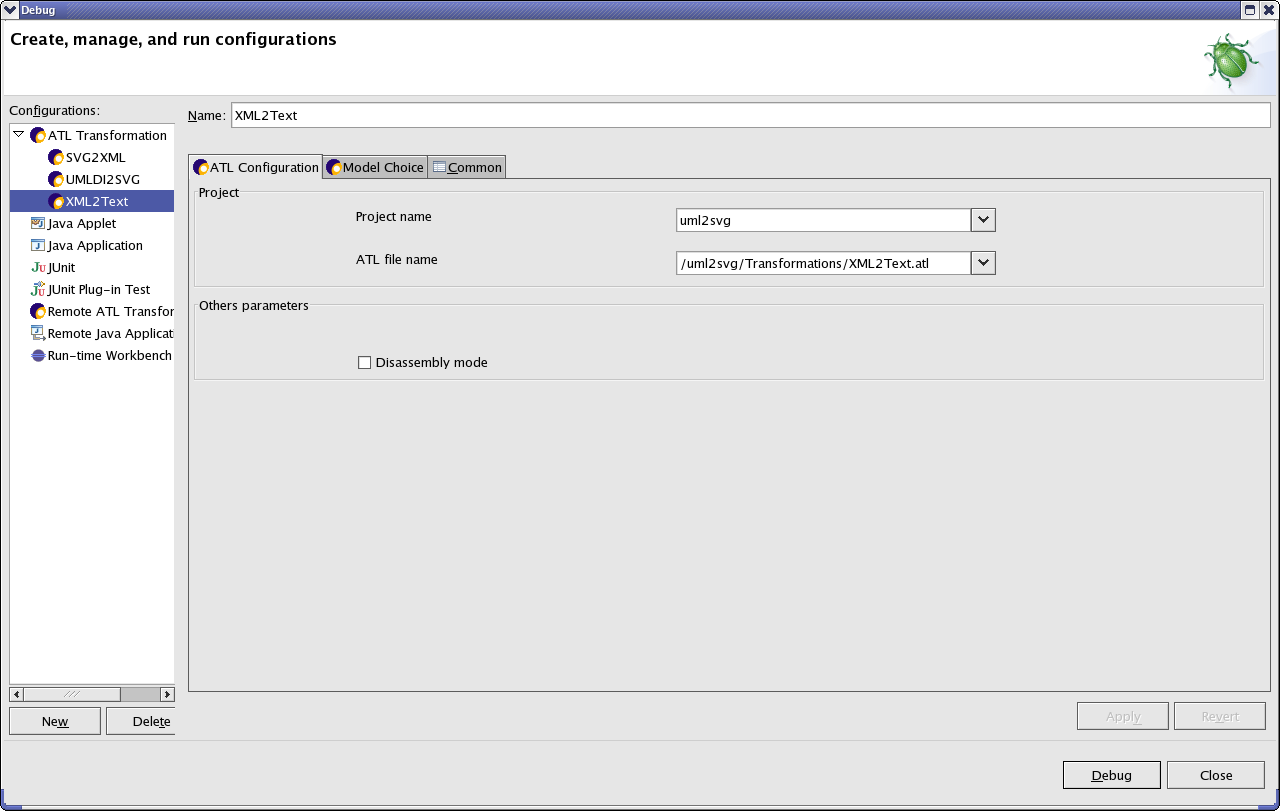 Debug
Create, manage, and run configurations
Configurations:
ATL Transformation
SVG2XML
UMLDI2SVG
XML2Text
Java Applet
Java Application
JUnit
JUnit Plug-in Test
Remote ATL Transfor
Remote Java Applicati
Run-time Workbench
New
Delete
Name: XML2Text
ATL Configuration Model Choice Common
Project
Project name uml2svg
ATL file name /uml2svg/Transformations/XML2Text.atl
Others parameters
Disassembly mode
Apply Revert
Debug Close